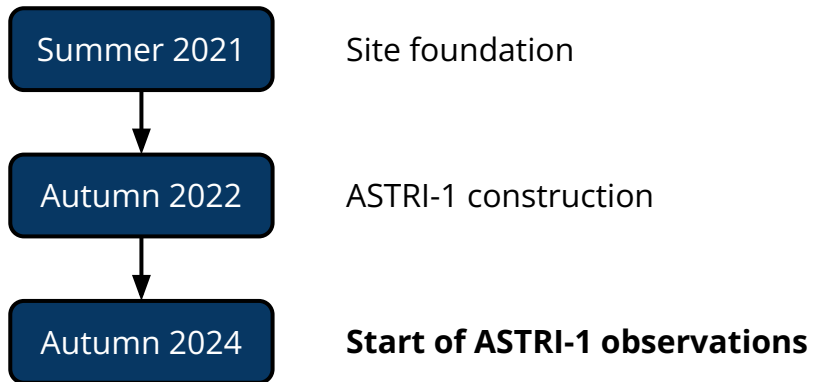 Summer 2021 Site foundation
Autumn 2022 ASTRI-1 construction
Autumn 2024 Start of ASTRI-1 observations